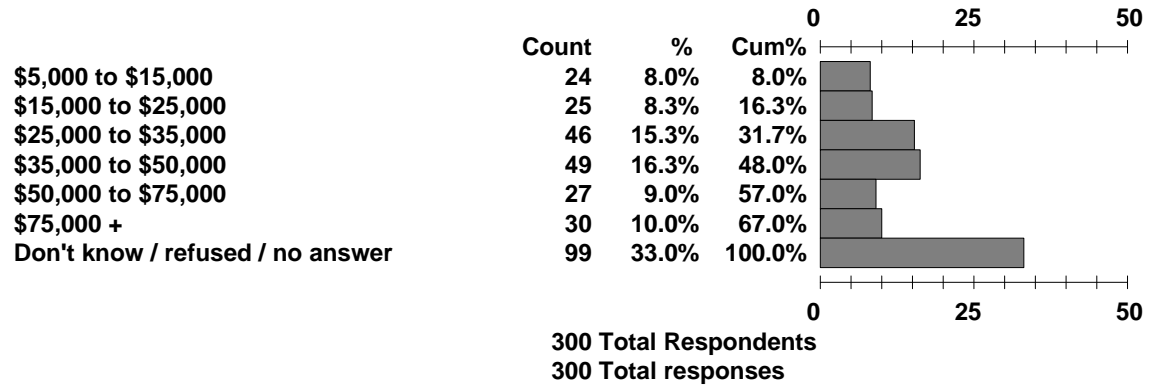 0 25 50
Count % Cum%
$5,000 to $15,000 24 8.0% 8.0%
$15,000 to $25,000 25 8.3% 16.3%
$25,000 to $35,000 46 15.3% 31.7%
$35,000 to $50,000 49 16.3% 48.0%
$50,000 to $75,000 27 9.0% 57.0%
$75,000 + 30 10.0% 67.0%
Don't know / refused / no answer 99 33.0% 100.0%
0 25 50
300 Total Respondents
300 Total responses